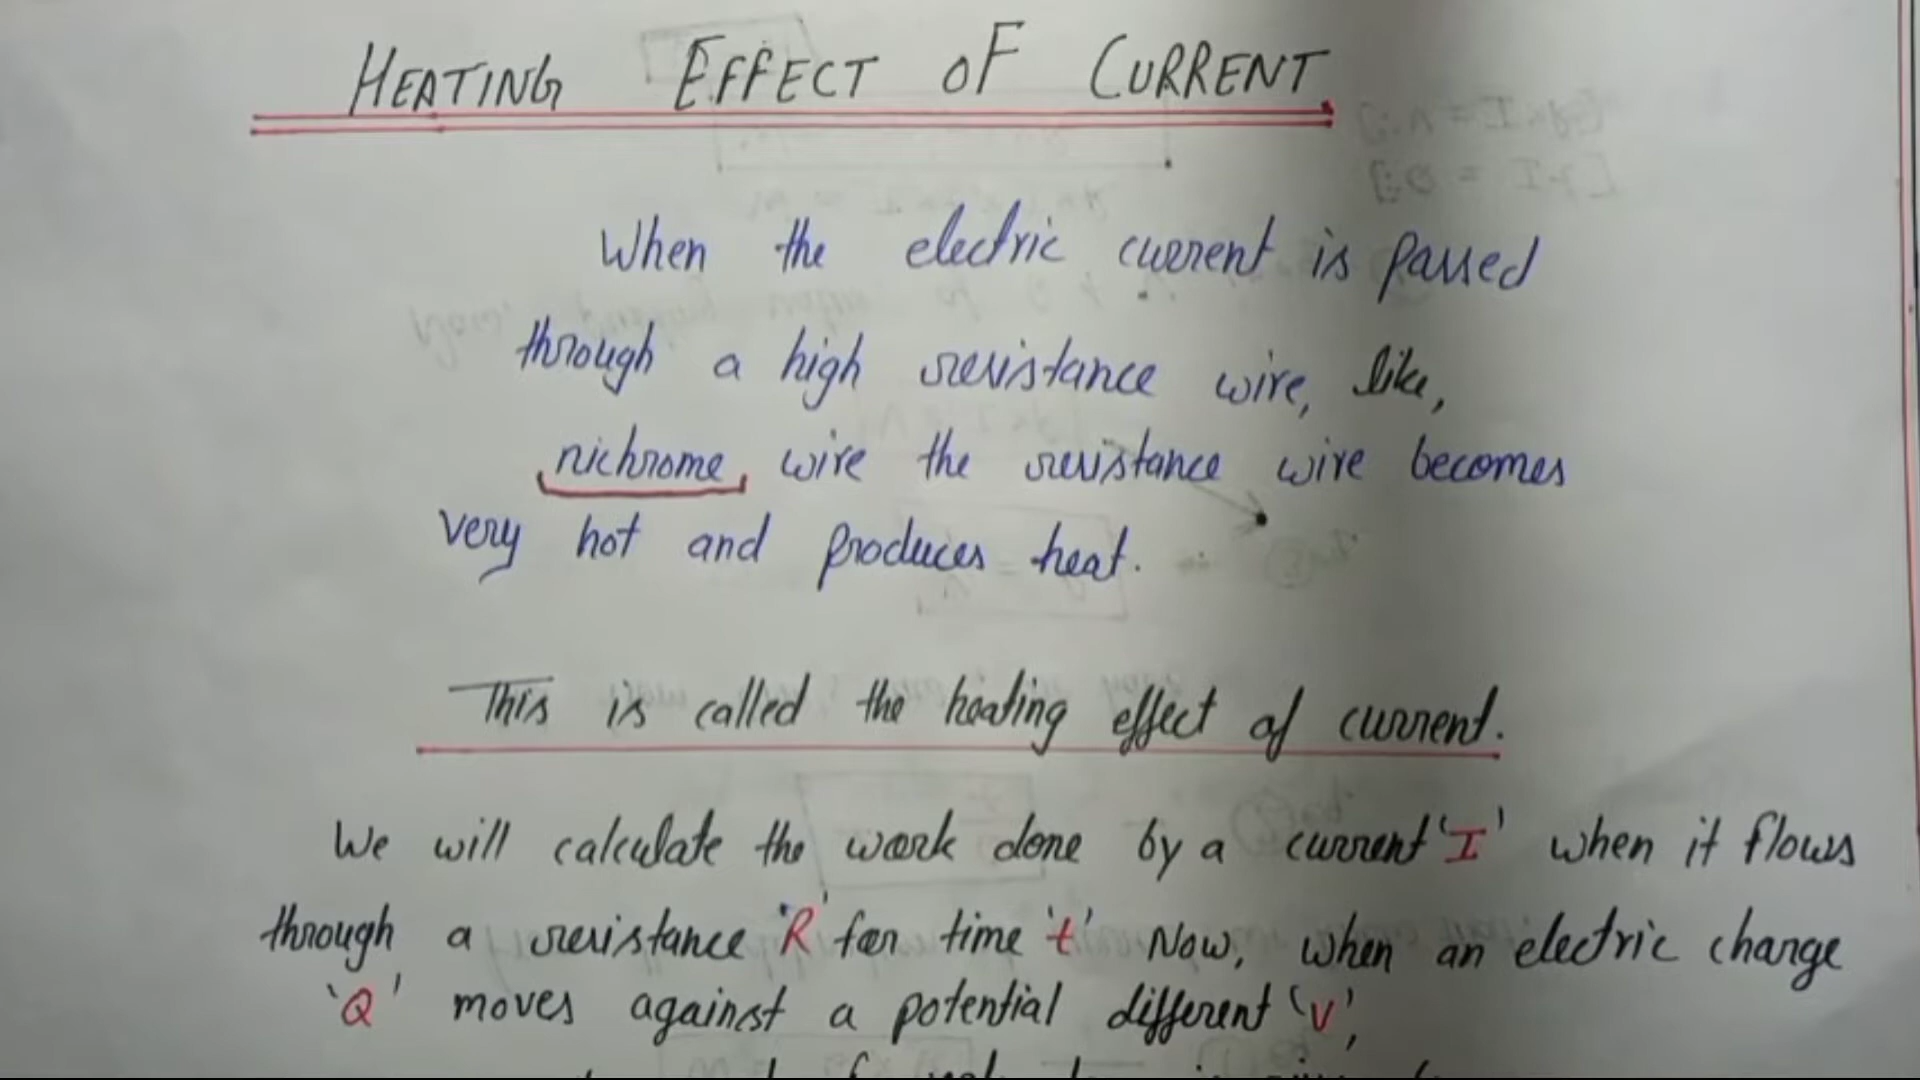 HEATING EFFECT OF CURRENT
When the electric current is passed
through a high resistance wire, like,
nichrome wire the resistance wire becomes
very hot and produces heat.
This is called the heating effect of current.
We will calculate the work done by a current 'I' when it flows
through a resistance 'R' for time 't'. Now, when an electric charge
'Q' moves against a potential different 'V',